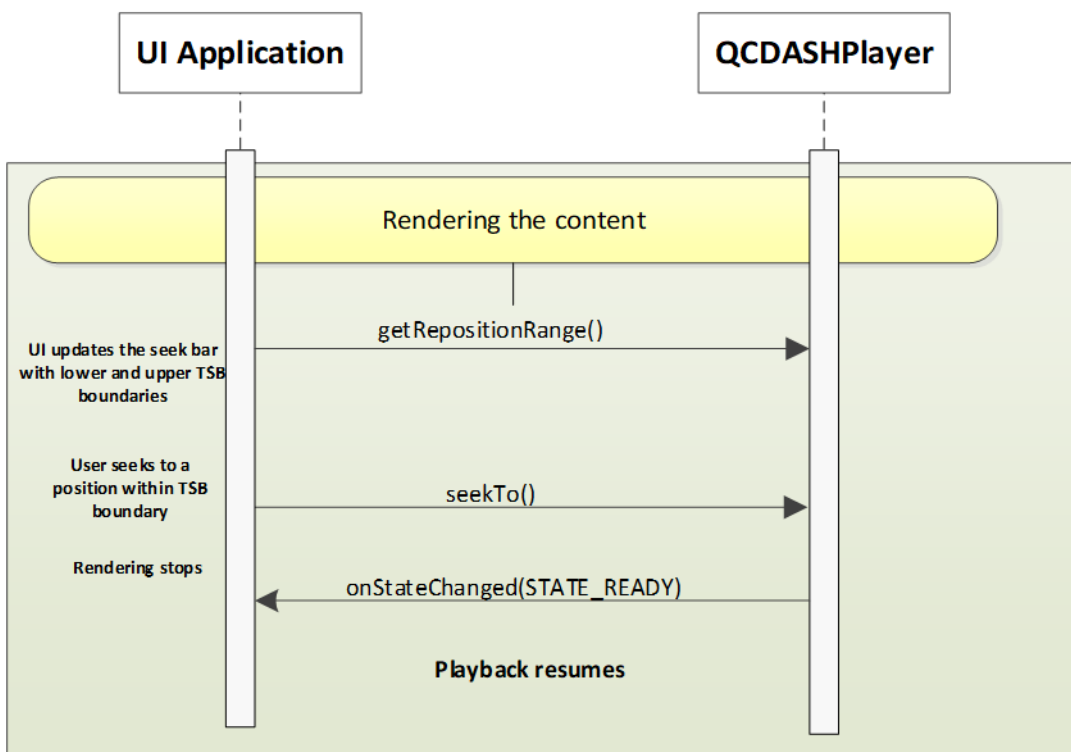 UI Application
QCDASHPlayer
Rendering the content
getRepositionRange()
UI updates the seek bar
with lower and upper TSB
boundaries
User seeks to a
position within TSB
boundary
seekTo()
Rendering stops
onStateChanged(STATE_READY)
Playback resumes